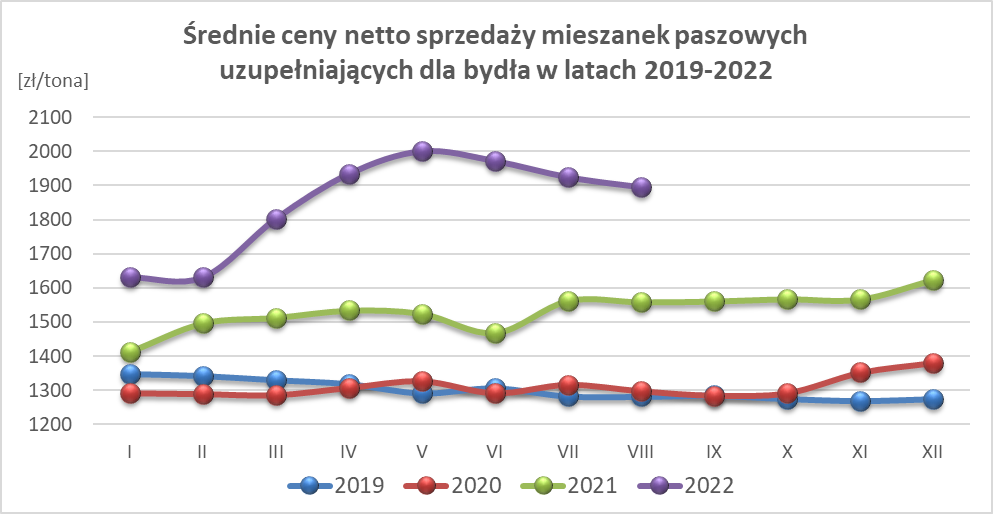 Średnie ceny netto sprzedaży mieszanek paszowych
uzupełniających dla bydła w latach 2019-2022
[zł/tona]
2100
2000
1900
1800
1700
1600
1500
1400
1300
1200
I II III IV V VI VII VIII IX X XI XII
2019 2020 2021 2022